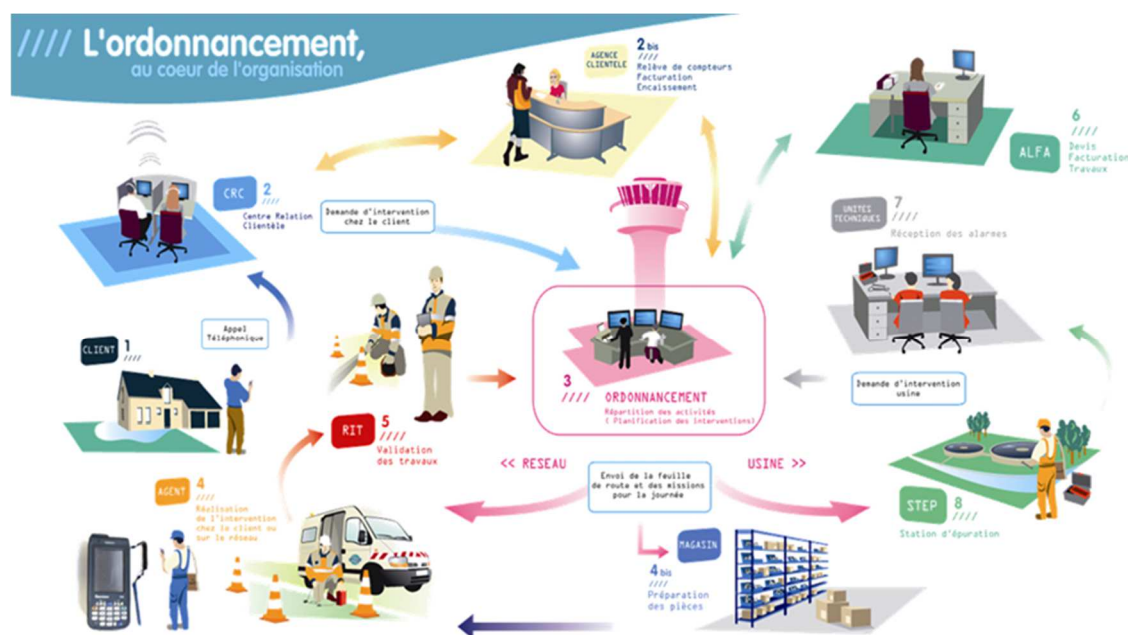 //// L'ordonnancement,
au coeur de l'organisation
AGENCE
CLIENTELE
2 bis
////
Relève de compteurs
Facturation
Encaissement
6
////
ALFA
Devis
Facturation
Travaux
CRC
2
////
Centre Relation
Clientèle
Demande d'intervention
chez le client
UNITES
TECHNIQUES
7
////
Réception des alarmes
Appel
Téléphonique
CLIENT
1
////
3
////
ORDONNANCEMENT
Répartition des activités
( Planification des interventions)
Demande d'intervention
usine
RIT
5
////
Validation
des travaux
<< RESEAU
USINE >>
Envoi de la feuille
de route et des missions
pour la journée
AGENT
4
////
Réalisation
de l'intervention
chez le client ou
sur le réseau
STEP
8
////
Station d'épuration
MAGASIN
4 bis
////
Préparation
des pièces